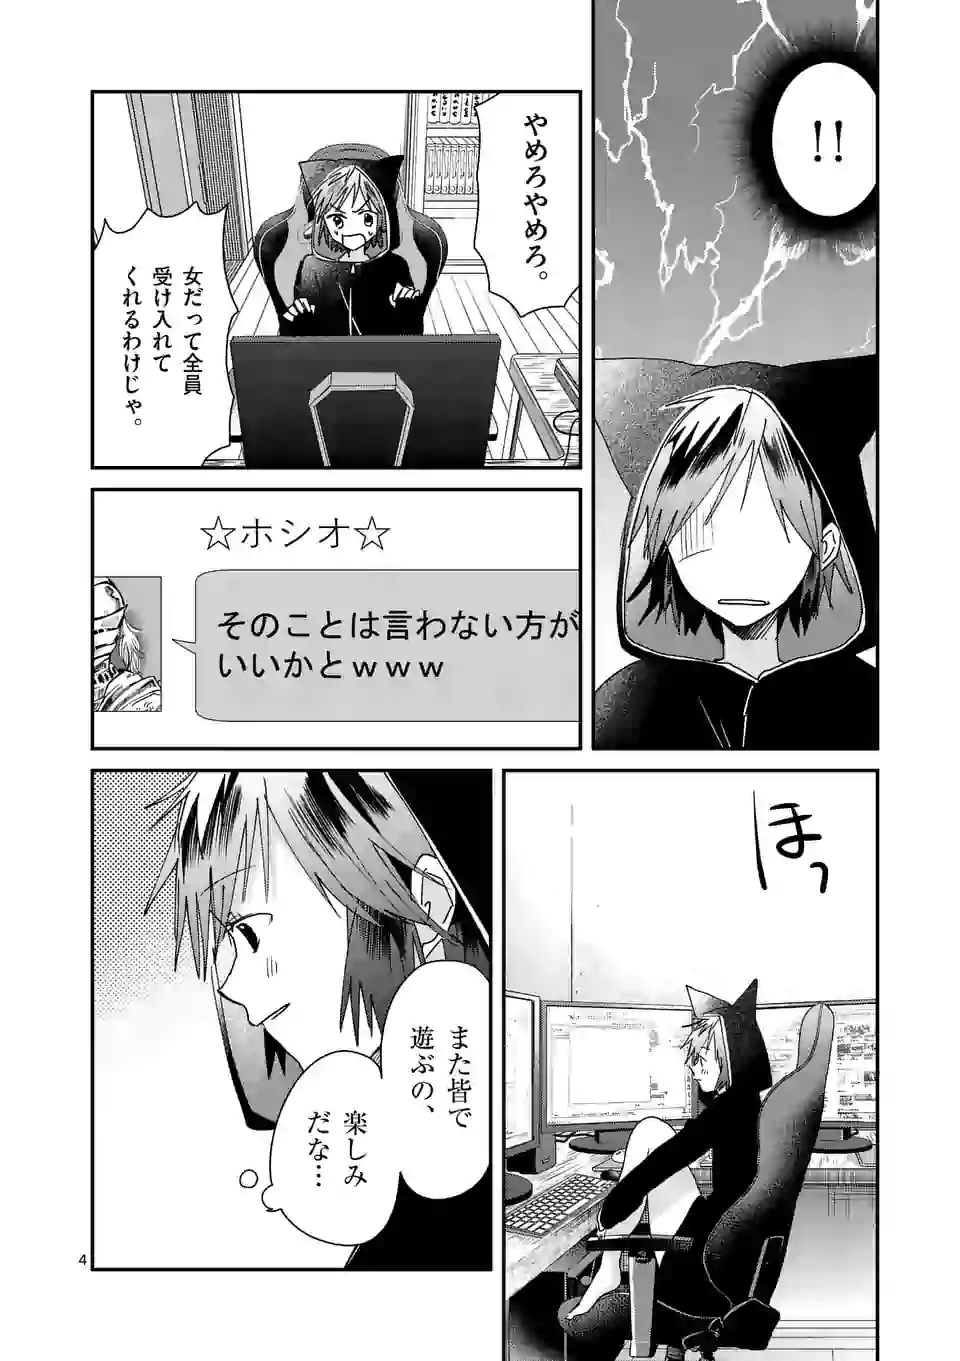 ！！
やめろやめろ。
女だって全員
受け入れて
くれるわけじゃ。
☆ホシオ☆
そのことは言わない方が
いいかとｗｗｗ
ほっ
また皆で
遊ぶの、
楽しみ
だな…
4